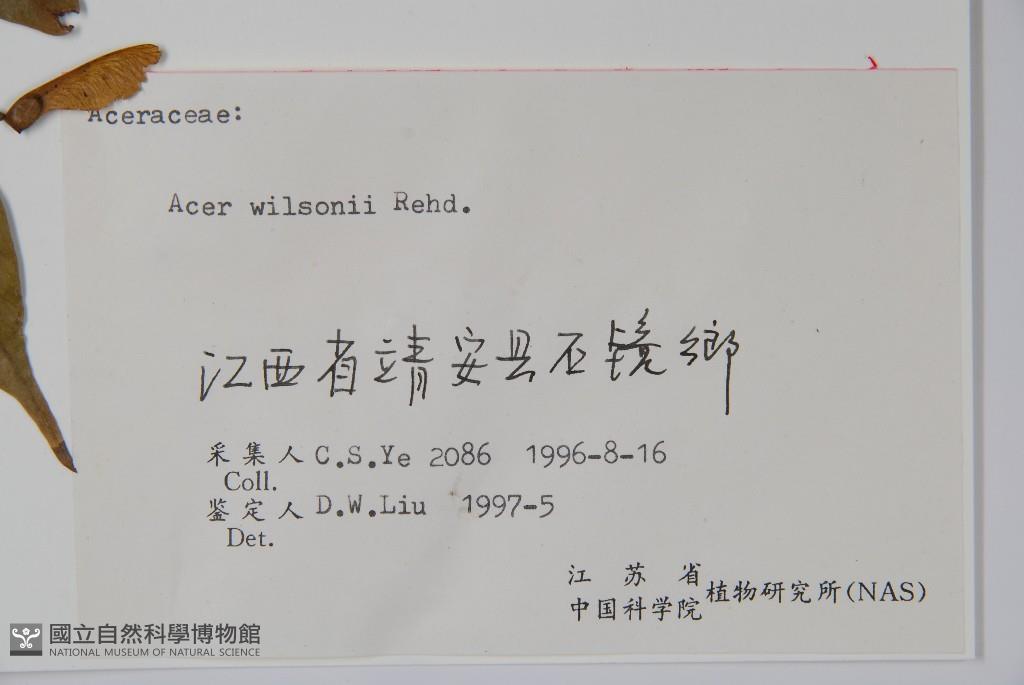 Aceraceae:
Acer wilsonii Rehd.
江西省靖安县石镜鄉
采集人 C.S.Ye 2086 1996-8-16
Coll.
鉴定人 D.W.Liu 1997-5
Det.
江苏省
中国科学院 植物研究所(NAS)
國立自然科學博物館
NATIONAL MUSEUM OF NATURAL SCIENCE